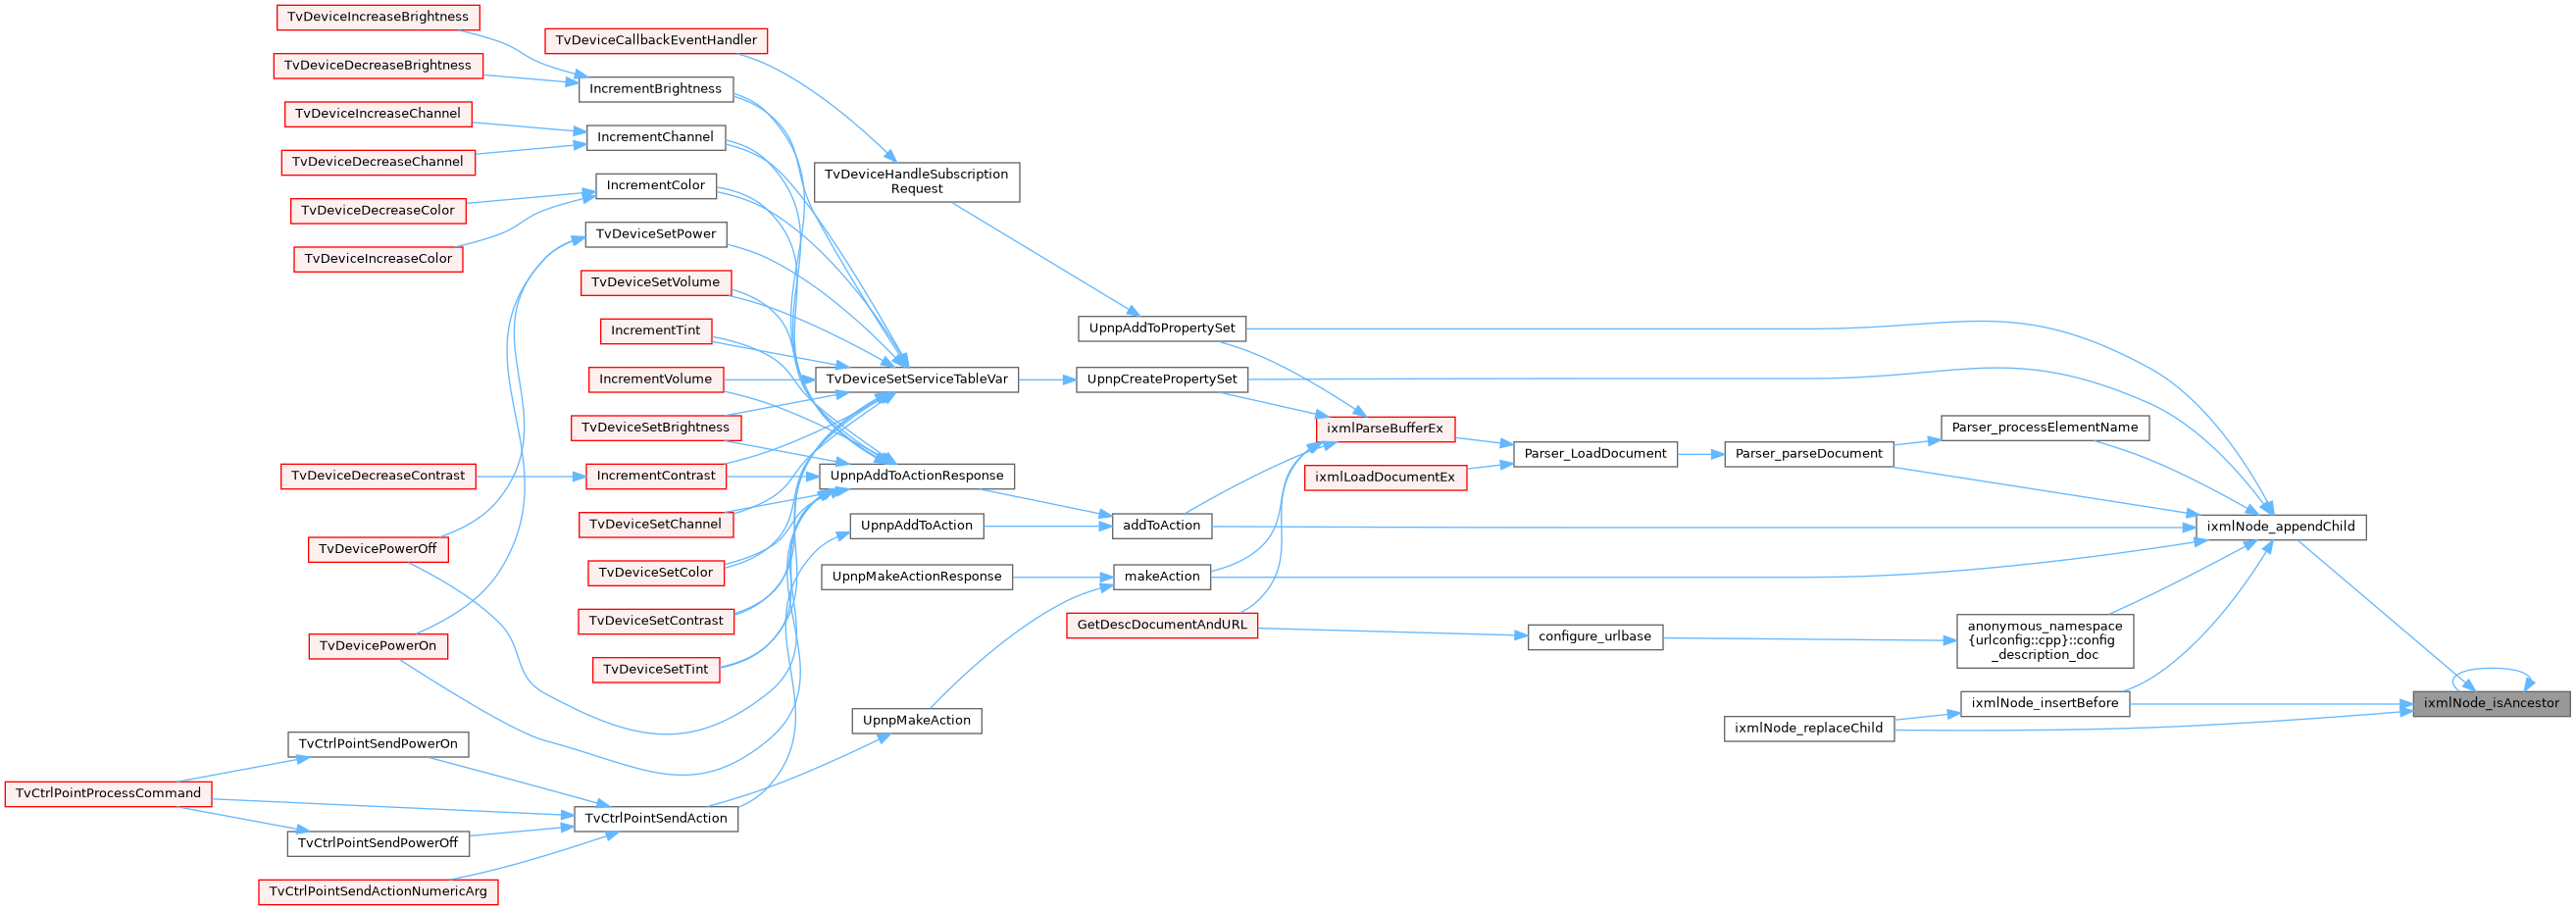 TvDeviceIncreaseBrightness
TvDeviceDecreaseBrightness
TvDeviceIncreaseChannel
TvDeviceDecreaseChannel
TvDeviceDecreaseColor
TvDeviceIncreaseColor
TvDeviceDecreaseContrast
TvDevicePowerOff
TvDevicePowerOn
TvCtrlPointSendPowerOn
TvCtrlPointProcessCommand
TvCtrlPointSendPowerOff
TvCtrlPointSendActionNumericArg
TvDeviceCallbackEventHandler
IncrementBrightness
IncrementChannel
IncrementColor
TvDeviceSetPower
TvDeviceSetVolume
IncrementTint
IncrementVolume
TvDeviceSetBrightness
IncrementContrast
TvDeviceSetChannel
TvDeviceSetColor
TvDeviceSetContrast
TvDeviceSetTint
TvCtrlPointSendAction
TvDeviceHandleSubscription
Request
TvDeviceSetServiceTableVar
UpnpAddToActionResponse
UpnpAddToAction
UpnpMakeActionResponse
UpnpMakeAction
UpnpAddToPropertySet
UpnpCreatePropertySet
addToAction
makeAction
GetDescDocumentAndURL
ixmlParseBufferEx
ixmlLoadDocumentEx
Parser_LoadDocument
configure_urlbase
Parser_parseDocument
ixmlNode_replaceChild
Parser_processElementName
anonymous_namespace
{urlconfig::cpp}::config
_description_doc
ixmlNode_insertBefore
ixmlNode_appendChild
ixmlNode_isAncestor